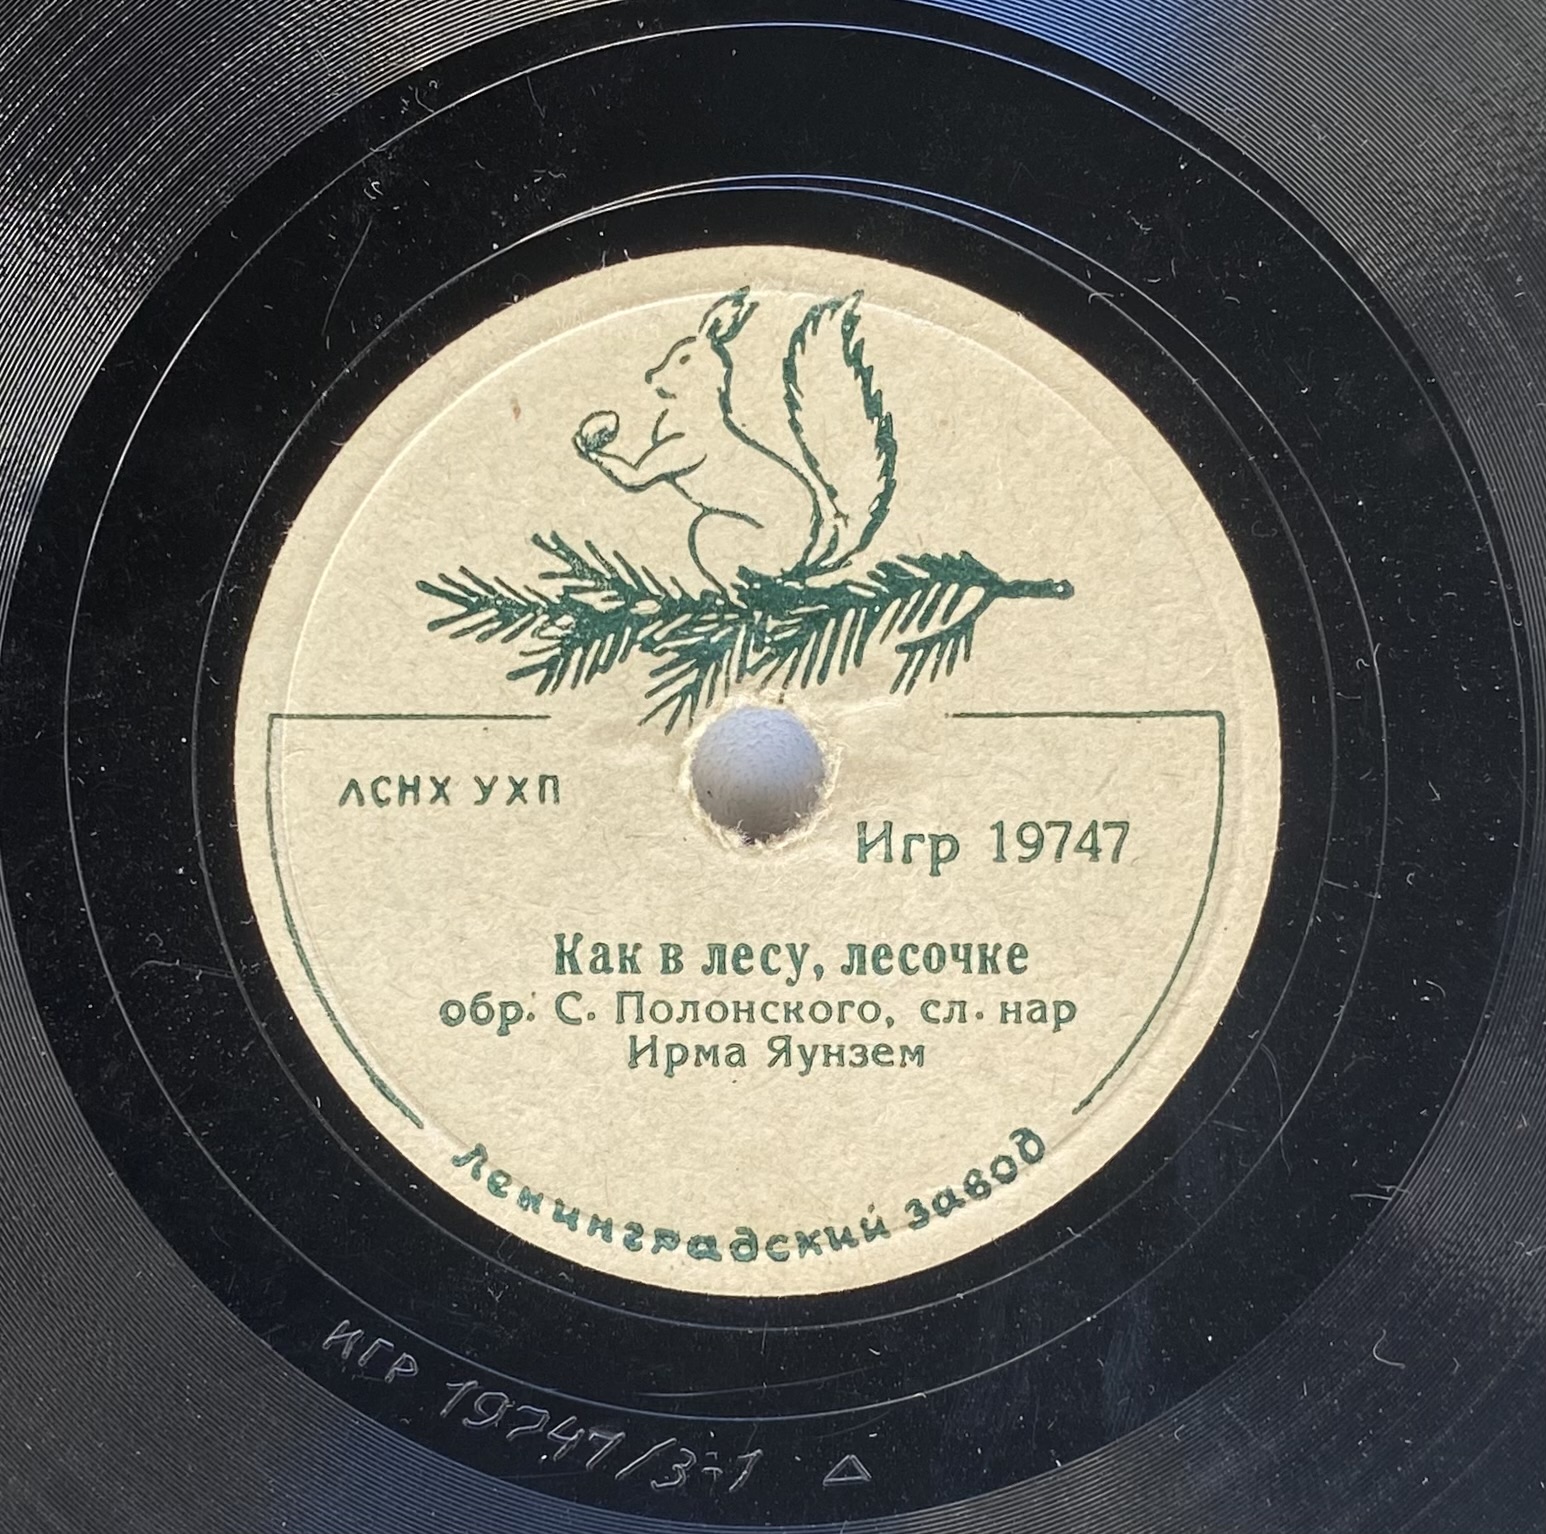 ЛСНХ УХП
Игр 19747
Как в лесу, лесочке
обр. С. Полонского, сл. нар
Ирма Яунзем
Ленинградский завод
ИГР 19747/3-1 Δ